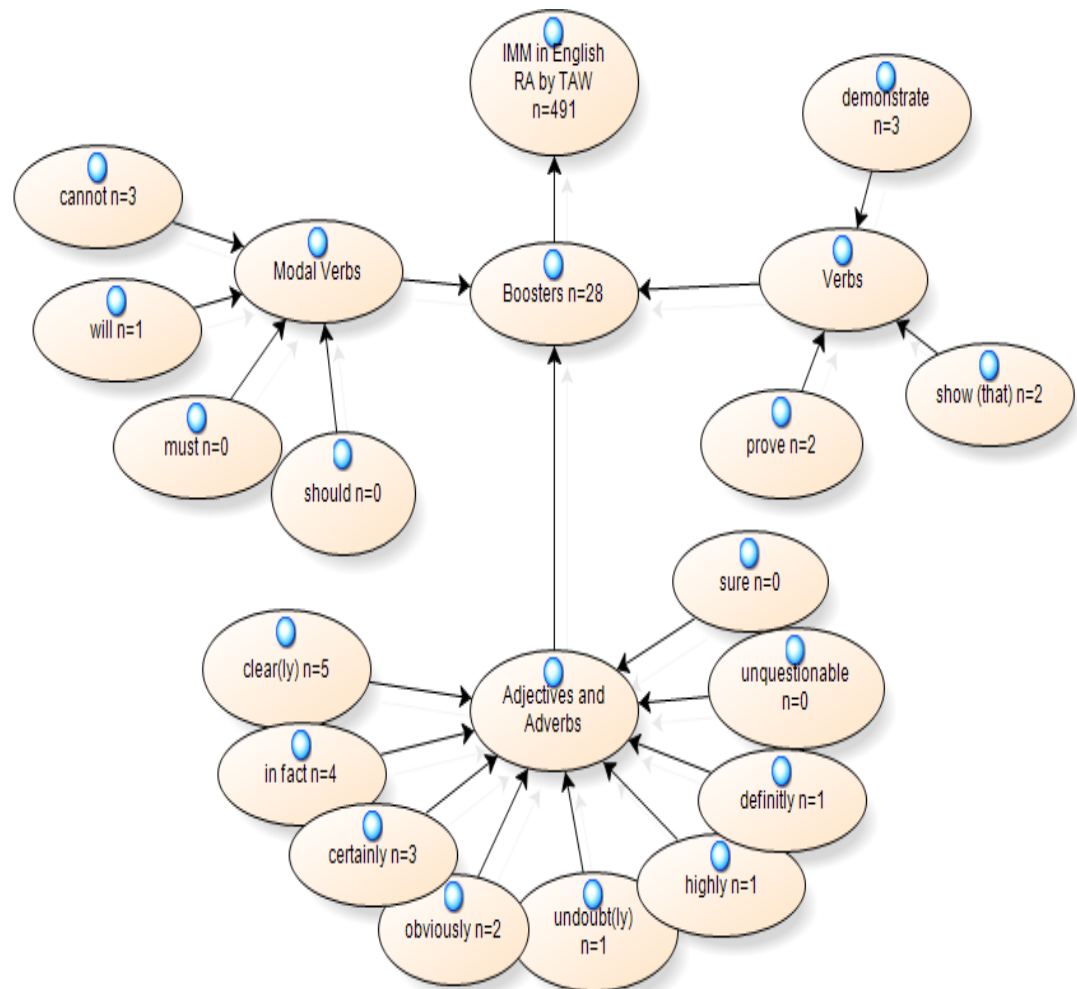 IMM in English
RA by TAW
n=491
demonstrate
n=3
cannot n=3
Modal Verbs
Boosters n=28
Verbs
will n=1
show (that) n=2
must n=0
prove n=2
should n=0
sure n=0
clear(ly) n=5
unquestionable
n=0
Adjectives and
Adverbs
in fact n=4
definitly n=1
certainly n=3
highly n=1
obviously n=2
undoubt(ly)
n=1